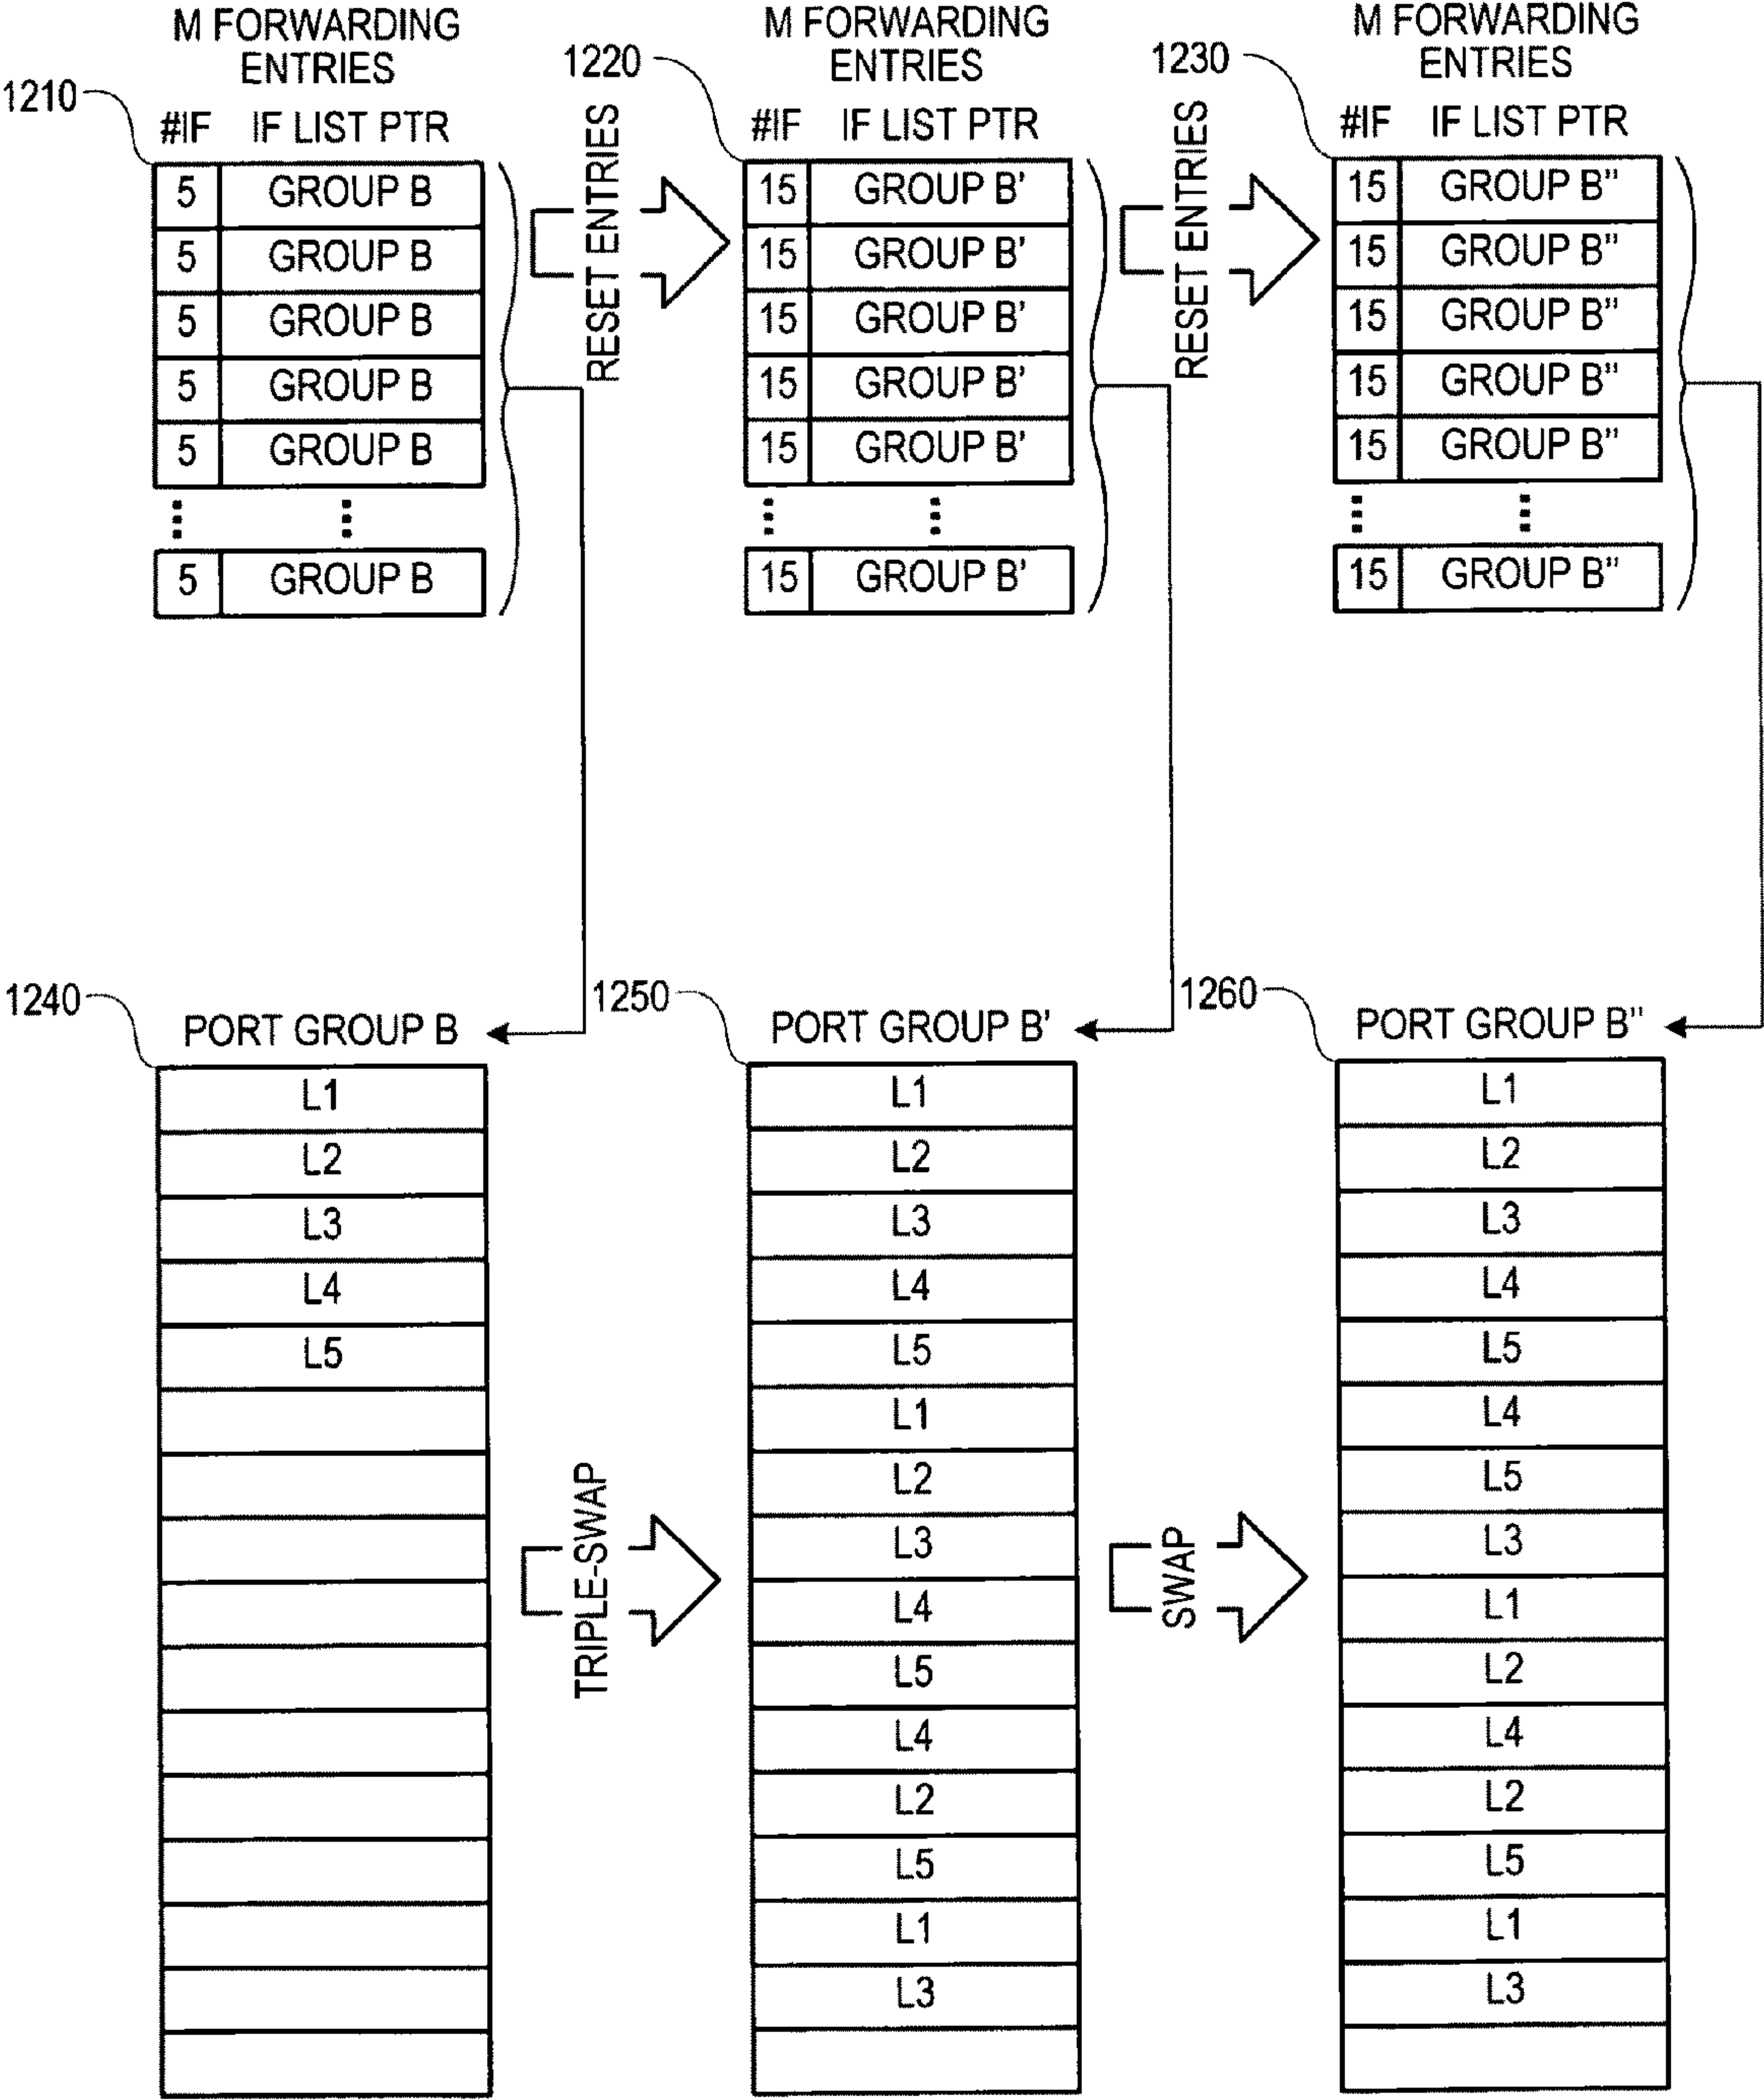 M FORWARDING
ENTRIES
1210
#IF IF LIST PTR
5 GROUP B
5 GROUP B
5 GROUP B
5 GROUP B
5 GROUP B
⋮ ⋮
5 GROUP B
RESET ENTRIES
M FORWARDING
ENTRIES
1220
#IF IF LIST PTR
15 GROUP B'
15 GROUP B'
15 GROUP B'
15 GROUP B'
15 GROUP B'
⋮ ⋮
15 GROUP B'
RESET ENTRIES
M FORWARDING
ENTRIES
1230
#IF IF LIST PTR
15 GROUP B"
15 GROUP B"
15 GROUP B"
15 GROUP B"
15 GROUP B"
⋮ ⋮
15 GROUP B"
1240
PORT GROUP B
L1
L2
L3
L4
L5
TRIPLE-SWAP
1250
PORT GROUP B'
L1
L2
L3
L4
L5
L1
L2
L3
L4
L5
L4
L2
L5
L1
L3
SWAP
1260
PORT GROUP B"
L1
L2
L3
L4
L5
L4
L5
L3
L1
L2
L4
L2
L5
L1
L3